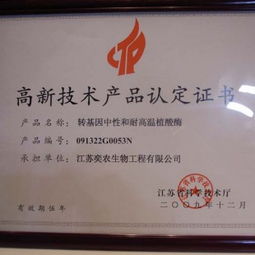 高新技术产品认定证书
产品名称：转基因中性和耐高温植酸酶
产品编号：091322G0053N
承担单位：江苏奕农生物工程有限公司
江苏省科学技术厅
有效期伍年
二〇〇九年十二月